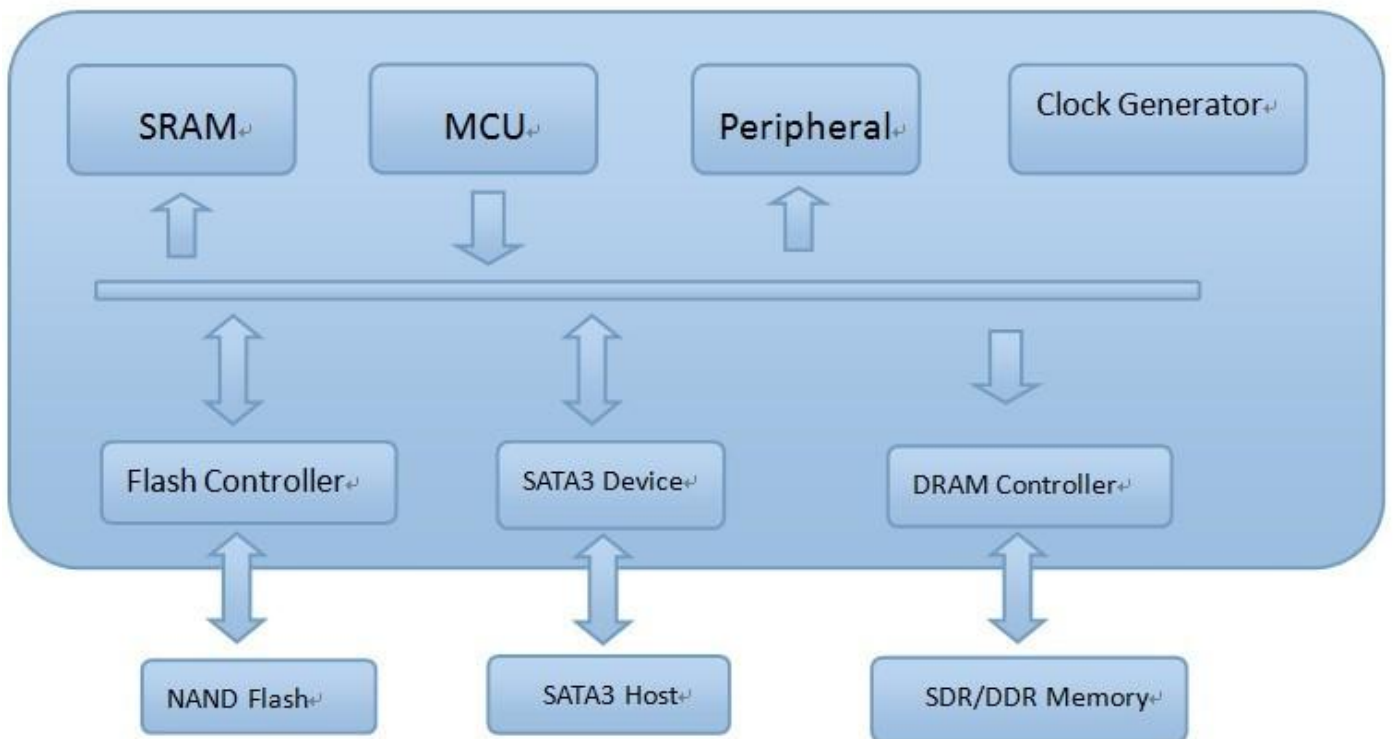 SRAM
MCU
Peripheral
Clock Generator
Flash Controller
SATA3 Device
DRAM Controller
NAND Flash
SATA3 Host
SDR/DDR Memory